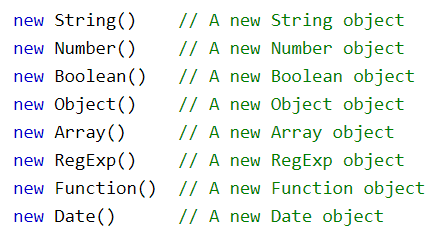 new String()    // A new String object
new Number()    // A new Number object
new Boolean()   // A new Boolean object
new Object()    // A new Object object
new Array()     // A new Array object
new RegExp()    // A new RegExp object
new Function()  // A new Function object
new Date()      // A new Date object